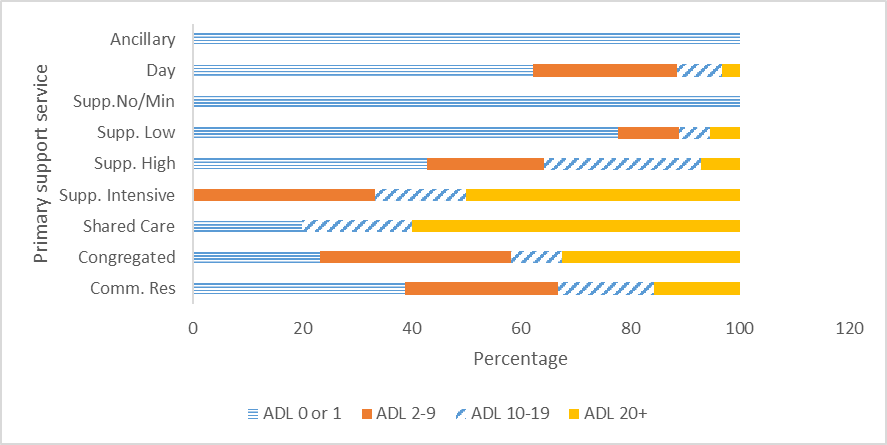 Primary support service
Ancillary
Day
Supp.No/Min
Supp. Low
Supp. High
Supp. Intensive
Shared Care
Congregated
Comm. Res
0 20 40 60 80 100 120
Percentage
ADL 0 or 1 ADL 2-9 ADL 10-19 ADL 20+